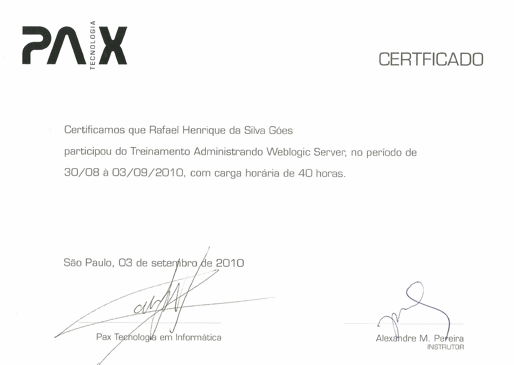 PAX
TECNOLOGIA
CERTFICADO
Certificamos que Rafael Henrique da Silva Góes
participou do Treinamento Administrando Weblogic Server, no período de
30/08 à 03/09/2010, com carga horária de 40 horas.
São Paulo, 03 de setembro de 2010
Pax Tecnologia em Informática
Alexandre M. Pereira
INSTRUTOR